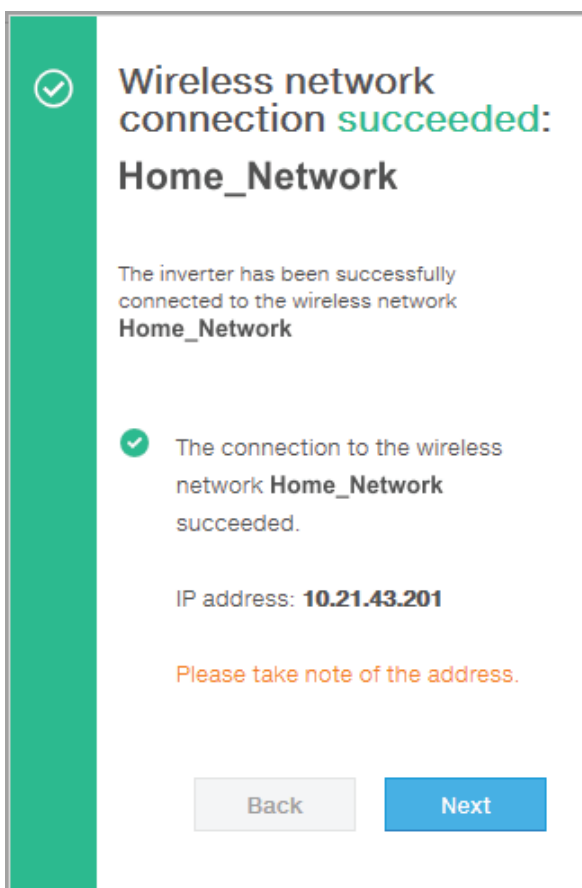 Wireless network
connection succeeded:
Home_Network
The inverter has been successfully
connected to the wireless network
Home_Network
The connection to the wireless
network Home_Network
succeeded.
IP address: 10.21.43.201
Please take note of the address.
Back Next